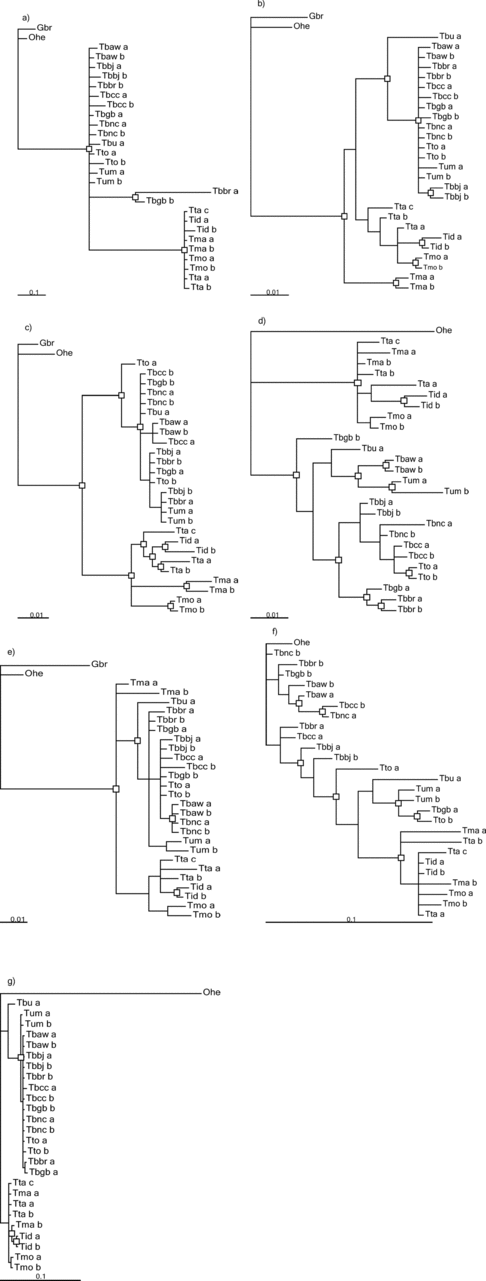 a)
Gbr
Ohe
Tbaw a
Tbaw b
Tbbj a
Tbbj b
Tbbr b
Tbcc a
Tbcc b
Tbgb a
Tbnc a
Tbnc b
Tbu a
Tto a
Tto b
Tum a
Tum b
Tbbr a
Tbgb b
Tta c
Tid a
Tid b
Tma a
Tma b
Tmo a
Tmo b
Tta a
Tta b
0.1
b)
Gbr
Ohe
Tbu a
Tbaw a
Tbaw b
Tbbr a
Tbbr b
Tbcc a
Tbcc b
Tbgb a
Tbgb b
Tbnc a
Tbnc b
Tto a
Tto b
Tum a
Tum b
Tbbj a
Tbbj b
Tta c
Tta b
Tta a
Tid a
Tid b
Tmo a
Tmo b
Tma a
Tma b
0.01
c)
Gbr
Ohe
Tto a
Tbcc b
Tbgb b
Tbnc a
Tbnc b
Tbu a
Tbaw a
Tbaw b
Tbcc a
Tbbj a
Tbbr b
Tbgb a
Tto b
Tbbj b
Tbbr a
Tum a
Tum b
Tta c
Tid a
Tid b
Tta a
Tta b
Tma a
Tma b
Tmo a
Tmo b
0.01
d)
Ohe
Tta c
Tma a
Tma b
Tta b
Tta a
Tid a
Tid b
Tmo a
Tmo b
Tbgb b
Tbu a
Tbaw a
Tbaw b
Tum a
Tum b
Tbbj a
Tbbj b
Tbnc a
Tbnc b
Tbcc a
Tbcc b
Tto a
Tto b
Tbgb a
Tbbr a
Tbbr b
0.01
e)
Gbr
Ohe
Tma a
Tma b
Tbu a
Tbbr a
Tbbr b
Tbgb a
Tbbj a
Tbbj b
Tbcc a
Tbcc b
Tbgb b
Tto a
Tto b
Tbaw a
Tbaw b
Tbnc a
Tbnc b
Tum a
Tum b
Tta c
Tta a
Tta b
Tid a
Tid b
Tmo a
Tmo b
0.01
f)
Ohe
Tbnc b
Tbbr b
Tbgb b
Tbaw b
Tbaw a
Tbcc b
Tbnc a
Tbbr a
Tbcc a
Tbbj a
Tbbj b
Tto a
Tbu a
Tum a
Tum b
Tbgb a
Tto b
Tma a
Tta b
Tta c
Tid a
Tid b
Tma b
Tmo a
Tmo b
Tta a
0.1
g)
Ohe
Tbu a
Tum a
Tum b
Tbaw a
Tbaw b
Tbbj a
Tbbj b
Tbbr b
Tbcc a
Tbcc b
Tbgb b
Tbnc a
Tbnc b
Tto a
Tto b
Tbbr a
Tbgb a
Tta c
Tma a
Tta a
Tta b
Tma b
Tid a
Tid b
Tmo a
Tmo b
0.1